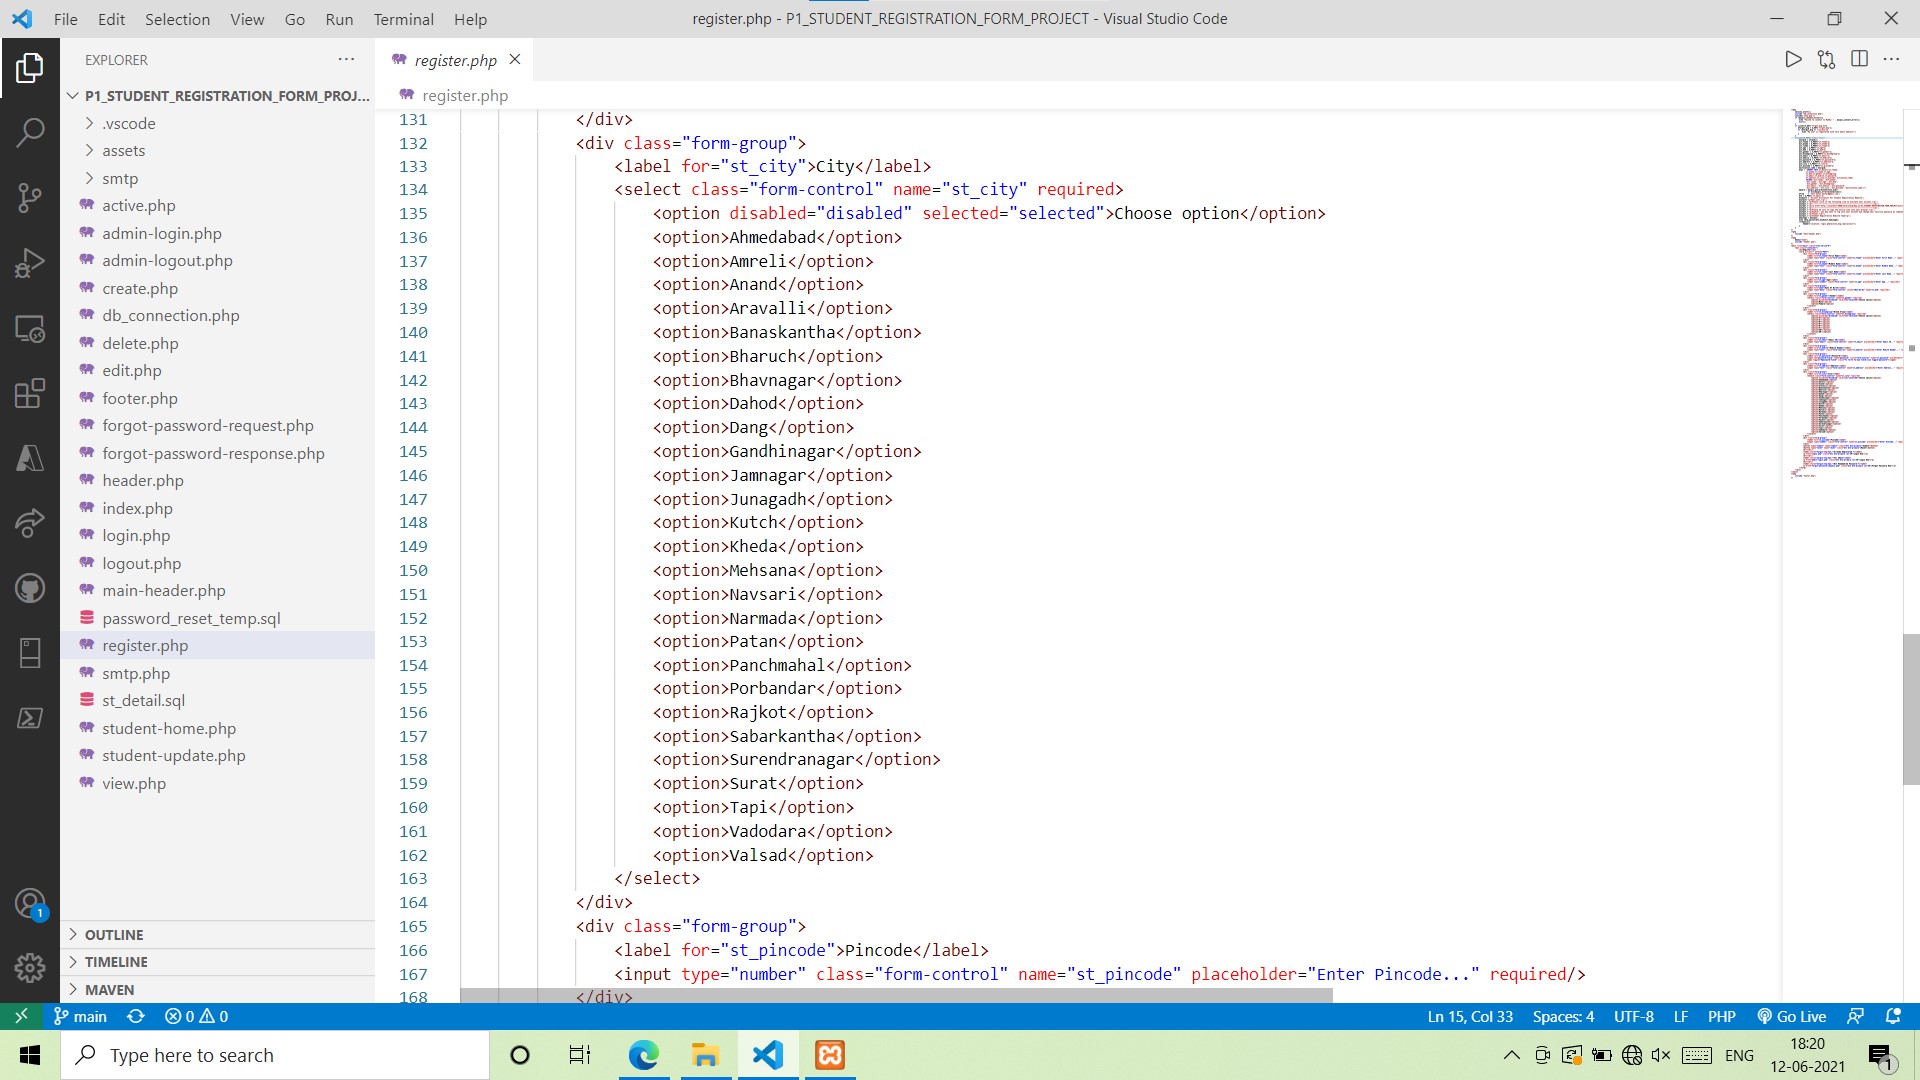 File Edit Selection View Go Run Terminal Help
register.php - P1_STUDENT_REGISTRATION_FORM_PROJECT - Visual Studio Code
EXPLORER
P1_STUDENT_REGISTRATION_FORM_PROJ...
.vscode
assets
smtp
active.php
admin-login.php
admin-logout.php
create.php
db_connection.php
delete.php
edit.php
footer.php
forgot-password-request.php
forgot-password-response.php
header.php
index.php
login.php
logout.php
main-header.php
password_reset_temp.sql
register.php
smtp.php
st_detail.sql
student-home.php
student-update.php
view.php
OUTLINE
TIMELINE
MAVEN
register.php
register.php
131 </div>
132 <div class="form-group">
133 <label for="st_city">City</label>
134 <select class="form-control" name="st_city" required>
135 <option disabled="disabled" selected="selected">Choose option</option>
136 <option>Ahmedabad</option>
137 <option>Amreli</option>
138 <option>Anand</option>
139 <option>Aravalli</option>
140 <option>Banaskantha</option>
141 <option>Bharuch</option>
142 <option>Bhavnagar</option>
143 <option>Dahod</option>
144 <option>Dang</option>
145 <option>Gandhinagar</option>
146 <option>Jamnagar</option>
147 <option>Junagadh</option>
148 <option>Kutch</option>
149 <option>Kheda</option>
150 <option>Mehsana</option>
151 <option>Navsari</option>
152 <option>Narmada</option>
153 <option>Patan</option>
154 <option>Panchmahal</option>
155 <option>Porbandar</option>
156 <option>Rajkot</option>
157 <option>Sabarkantha</option>
158 <option>Surendranagar</option>
159 <option>Surat</option>
160 <option>Tapi</option>
161 <option>Vadodara</option>
162 <option>Valsad</option>
163 </select>
164 </div>
165 <div class="form-group">
166 <label for="st_pincode">Pincode</label>
167 <input type="number" class="form-control" name="st_pincode" placeholder="Enter Pincode..." required/>
168 </div>
1
main 0 0
Ln 15, Col 33 Spaces: 4 UTF-8 LF PHP Go Live
Type here to search
ENG
18:20
12-06-2021
1